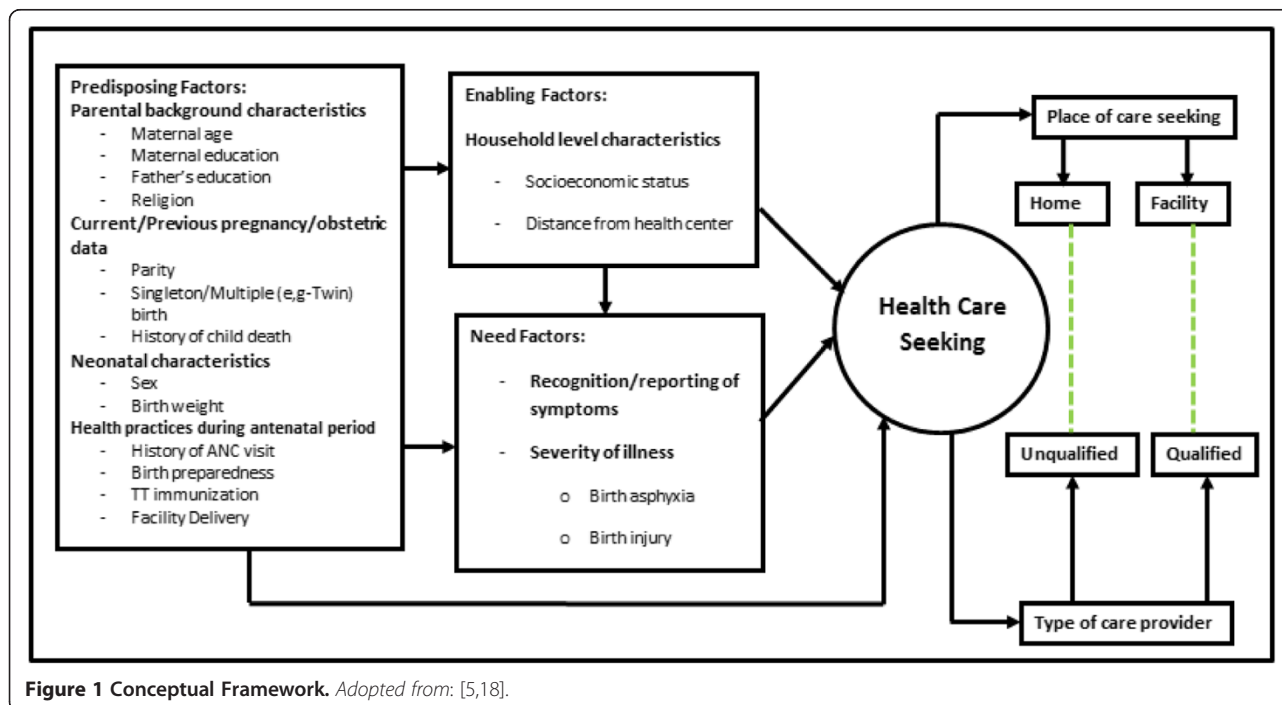 Predisposing Factors:
Parental background characteristics
- Maternal age
- Maternal education
- Father's education
- Religion
Current/Previous pregnancy/obstetric
data
- Parity
- Singleton/Multiple (e,g-Twin)
birth
- History of child death
Neonatal characteristics
- Sex
- Birth weight
Health practices during antenatal period
- History of ANC visit
- Birth preparedness
- TT immunization
- Facility Delivery
Enabling Factors:
Household level characteristics
- Socioeconomic status
- Distance from health center
Need Factors:
- Recognition/reporting of
symptoms
- Severity of illness
o Birth asphyxia
o Birth injury
Health Care
Seeking
Place of care seeking
Home
Facility
Unqualified
Qualified
Type of care provider
Figure 1 Conceptual Framework. Adopted from: [5,18].